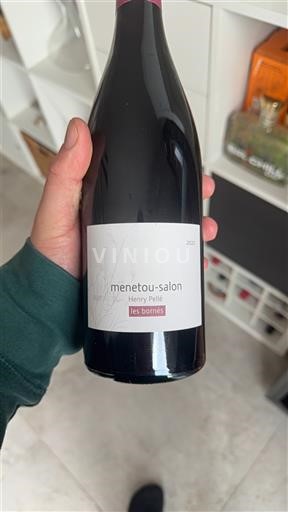 VINIOU
menetou-salon
Henry Pellé
les bornés